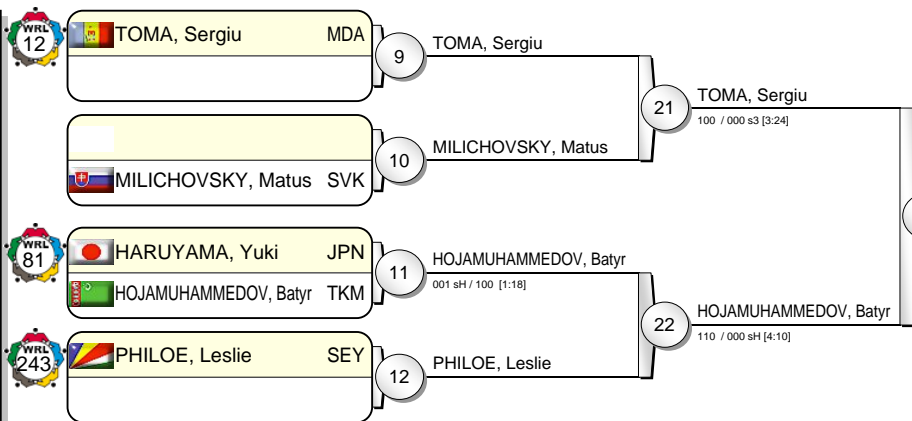 WRL
12
TOMA, Sergiu MDA
9
TOMA, Sergiu
21
TOMA, Sergiu
100 / 000 s3 [3:24]
MILICHOVSKY, Matus SVK
10
MILICHOVSKY, Matus
WRL
81
HARUYAMA, Yuki JPN
HOJAMUHAMMEDOV, Batyr TKM
11
HOJAMUHAMMEDOV, Batyr
001 sH / 100 [1:18]
22
HOJAMUHAMMEDOV, Batyr
110 / 000 sH [4:10]
WRL
243
PHILOE, Leslie SEY
12
PHILOE, Leslie